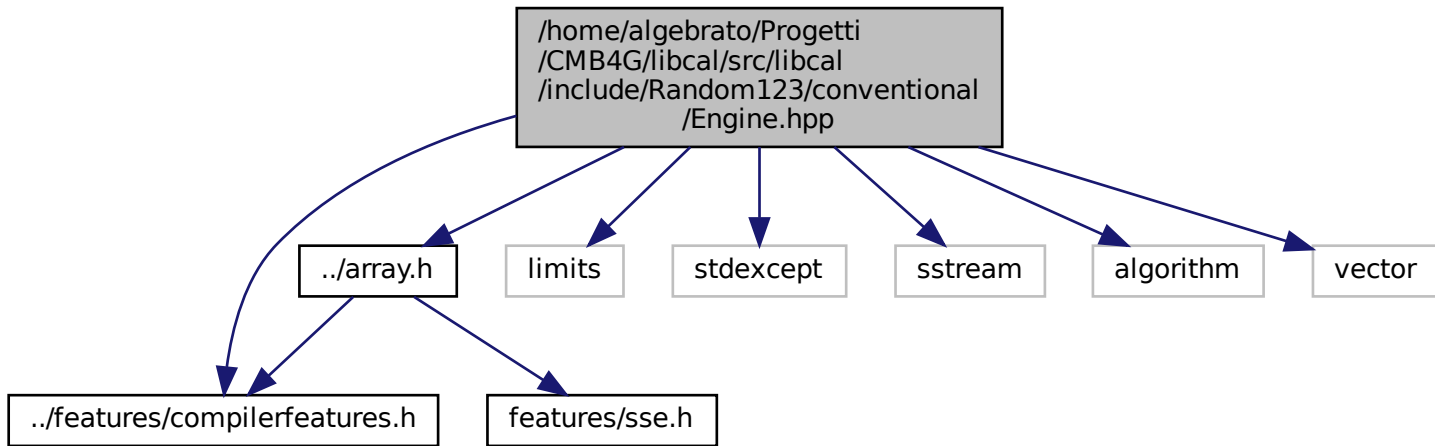 /home/algebrato/Progetti
/CMB4G/libcal/src/libcal
/include/Random123/conventional
/Engine.hpp
../array.h
limits
stdexcept
sstream
algorithm
vector
../features/compilerfeatures.h
features/sse.h